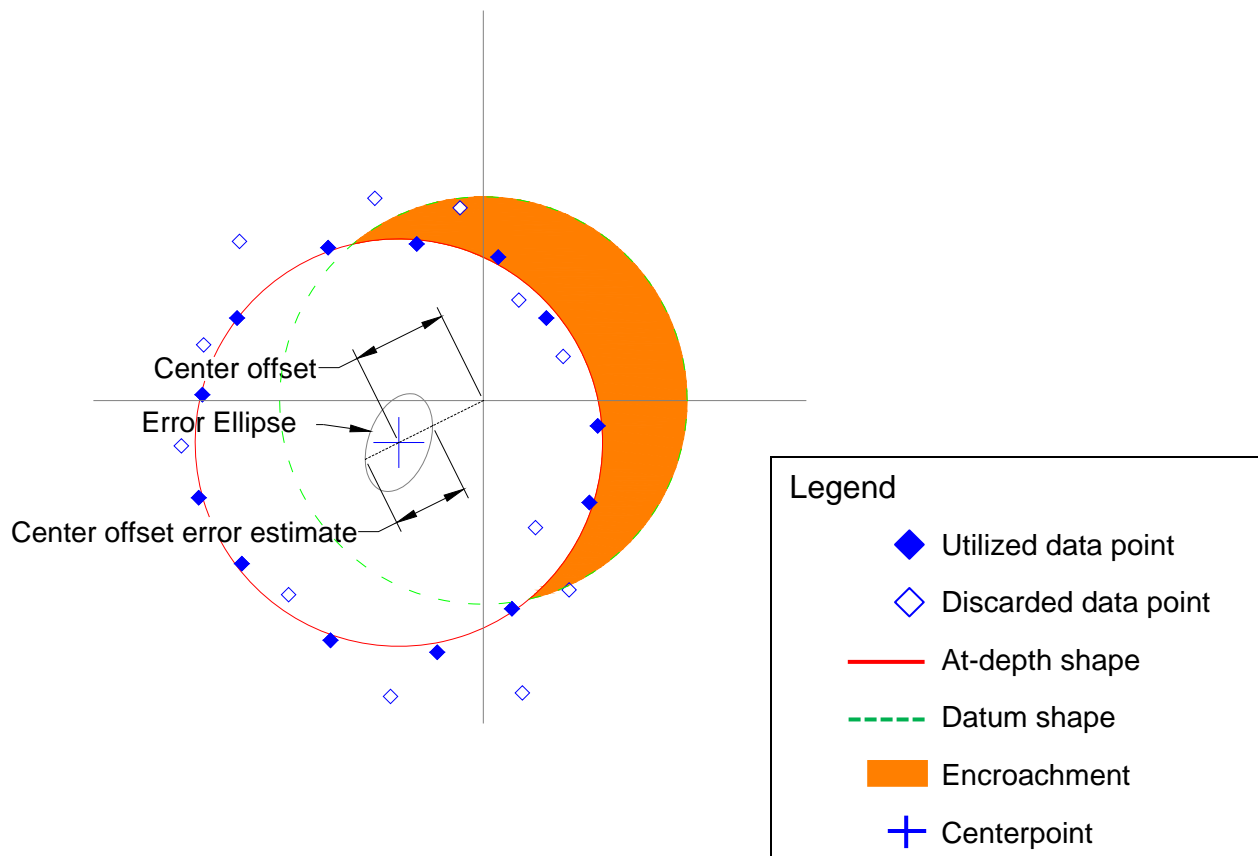 Center offset
Error Ellipse
Center offset error estimate
Legend
Utilized data point
Discarded data point
At-depth shape
Datum shape
Encroachment
Centerpoint